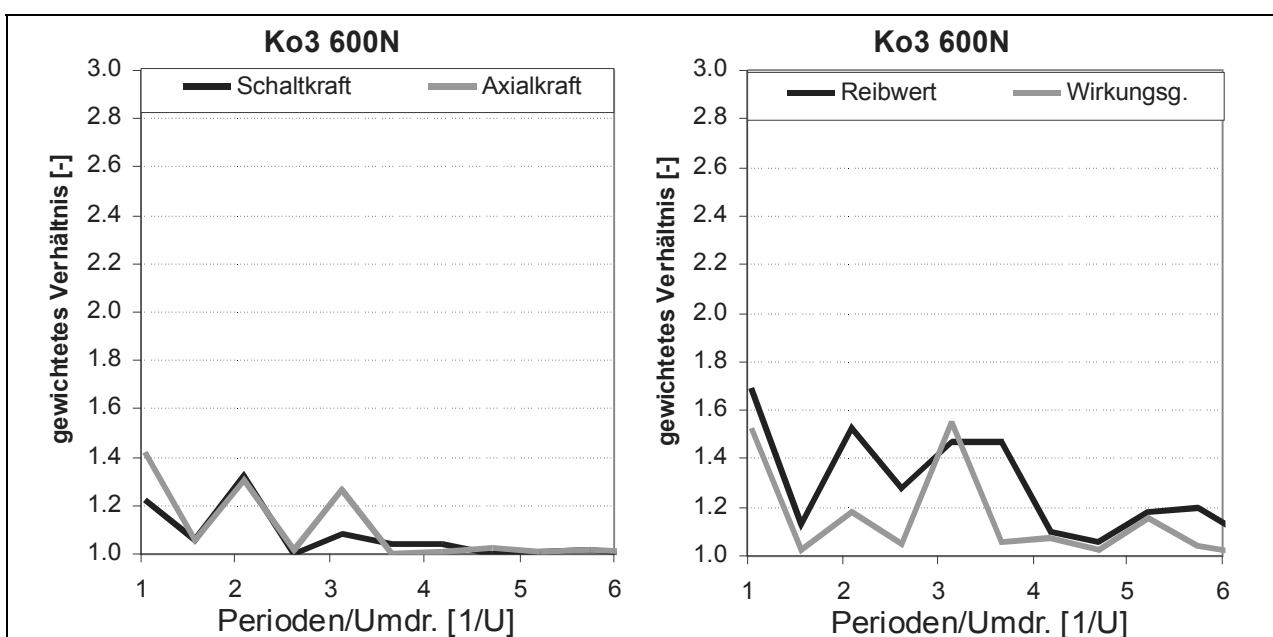 Ko3 600N
Schaltkraft Axialkraft
gewichtetes Verhältnis [-]
3.0
2.8
2.6
2.4
2.2
2.0
1.8
1.6
1.4
1.2
1.0
1 2 3 4 5 6
Perioden/Umdr. [1/U]
Ko3 600N
Reibwert Wirkungsg.
gewichtetes Verhältnis [-]
3.0
2.8
2.6
2.4
2.2
2.0
1.8
1.6
1.4
1.2
1.0
1 2 3 4 5 6
Perioden/Umdr. [1/U]